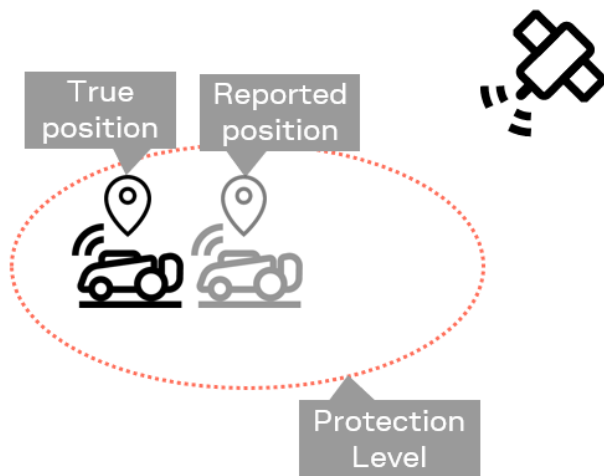 True
position
Reported
position
Protection
Level